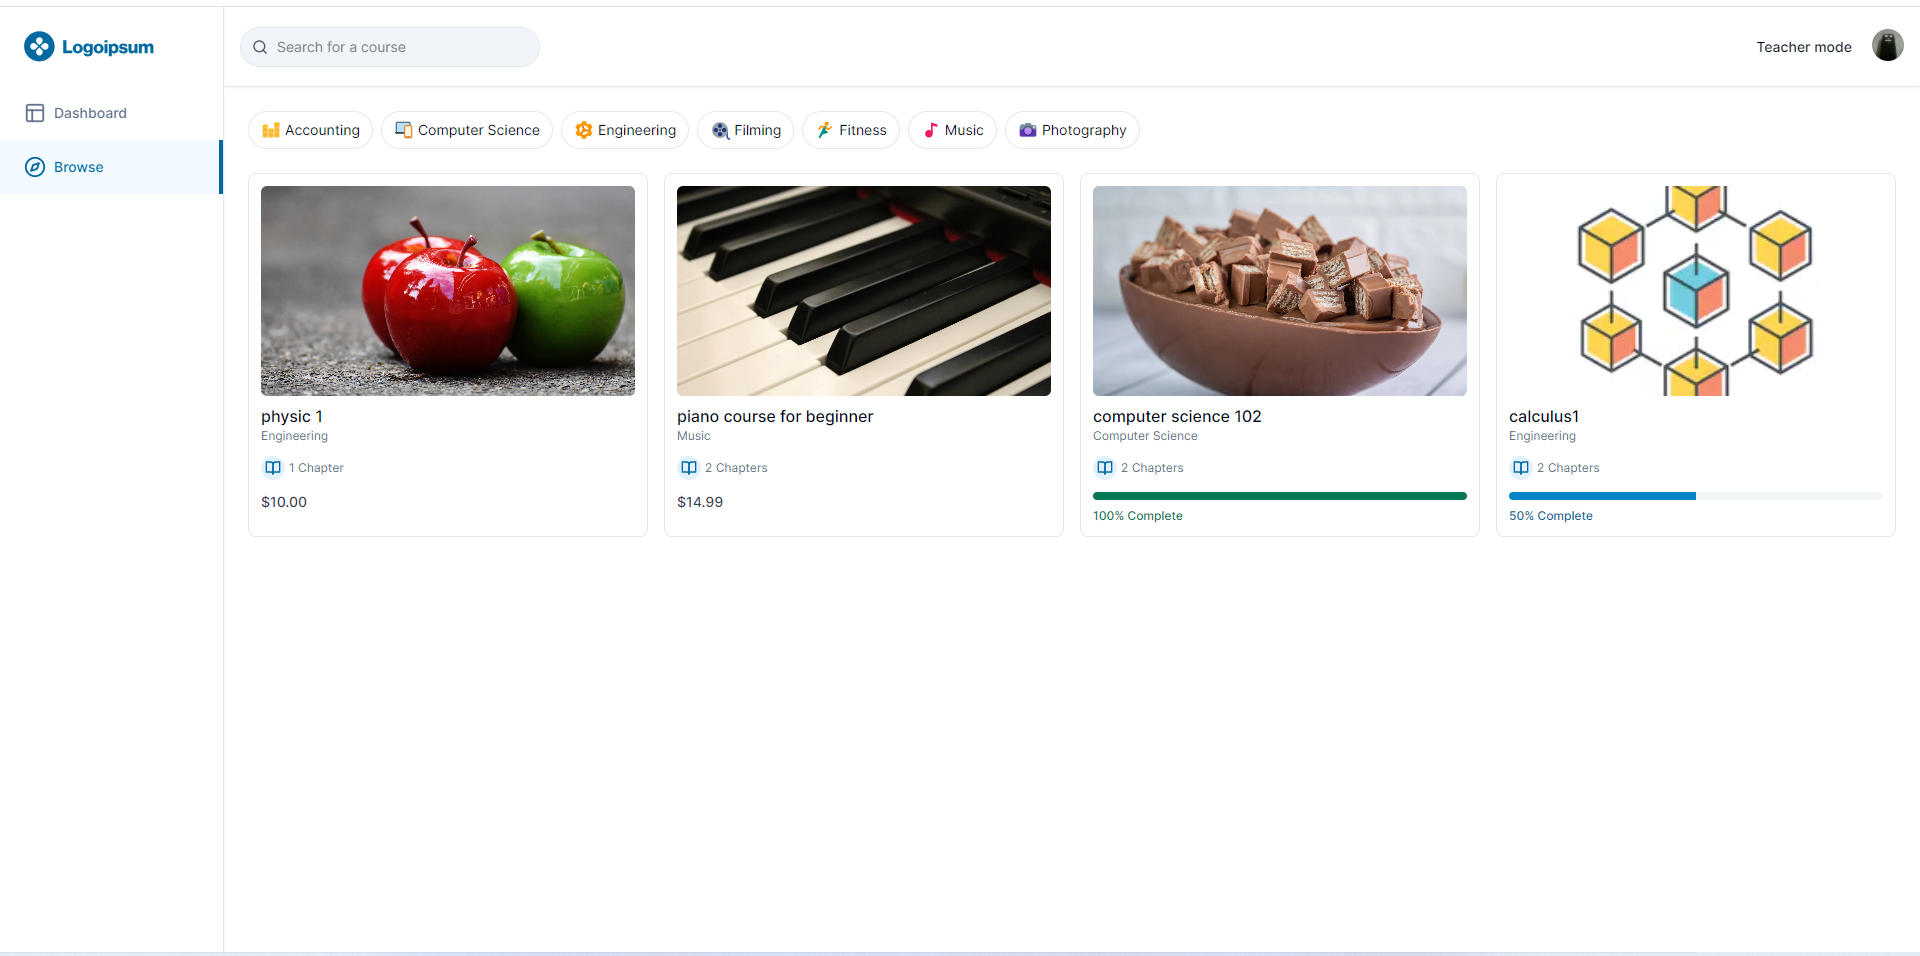 Logoipsum
Search for a course
Teacher mode
Dashboard
Browse
Accounting
Computer Science
Engineering
Filming
Fitness
Music
Photography
physic 1
Engineering
1 Chapter
$10.00
piano course for beginner
Music
2 Chapters
$14.99
computer science 102
Computer Science
2 Chapters
100% Complete
calculus1
Engineering
2 Chapters
50% Complete